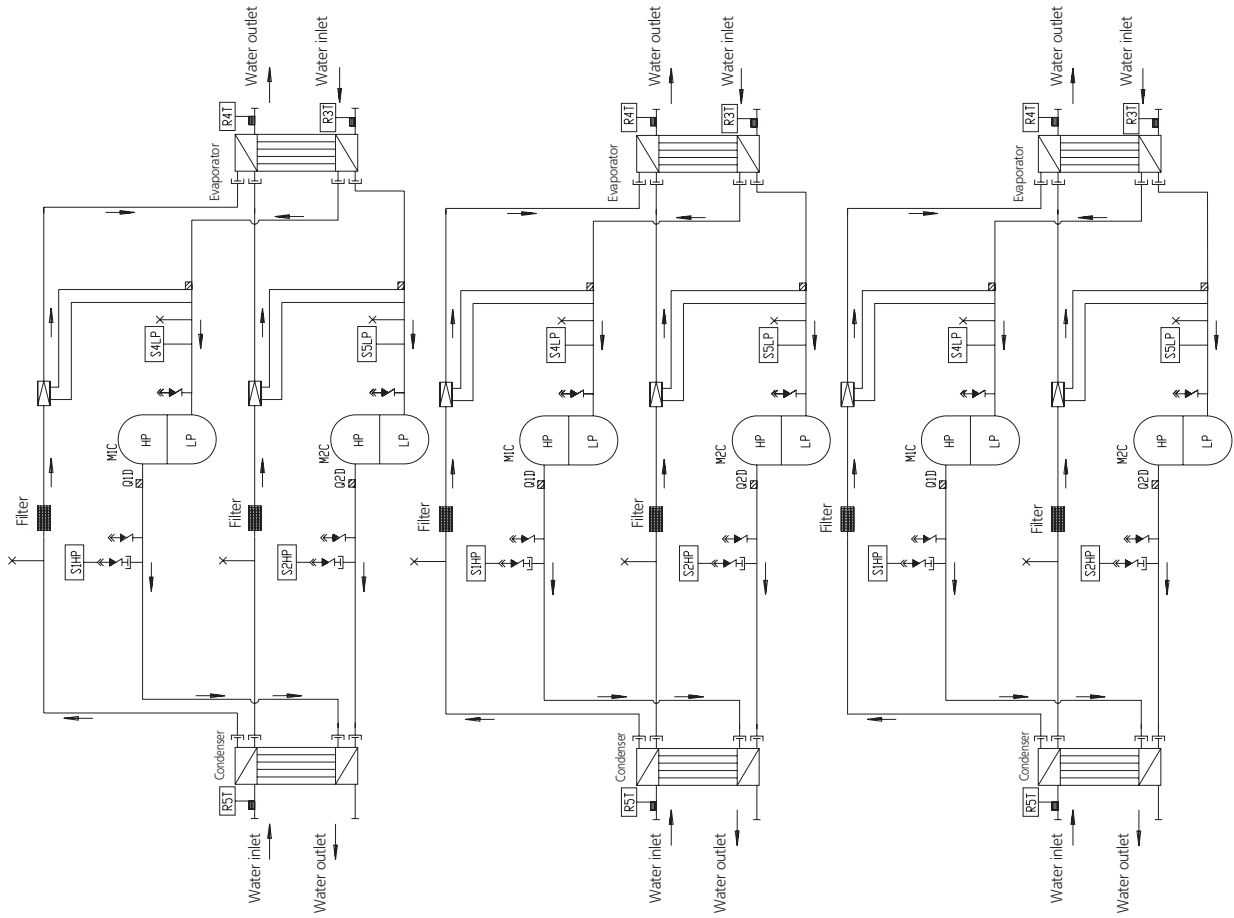 Water outlet
Water inlet
R4T
R3T
Evaporator
S4LP
S5LP
M1C
HP
LP
M2C
HP
LP
Q1D
Q2D
Filter
Filter
S1HP
S2HP
Condenser
R5T
Water inlet
Water outlet
Water outlet
Water inlet
R4T
R3T
Evaporator
S4LP
S5LP
M1C
HP
LP
M2C
HP
LP
Q1D
Q2D
Filter
S1HP
S2HP
Condenser
R5T
Water inlet
Water outlet
Water outlet
Water inlet
R4T
R3T
Evaporator
S4LP
S5LP
M1C
HP
LP
M2C
HP
LP
Q1D
Q2D
Filter
S1HP
S2HP
Condenser
R5T
Water inlet
Water outlet